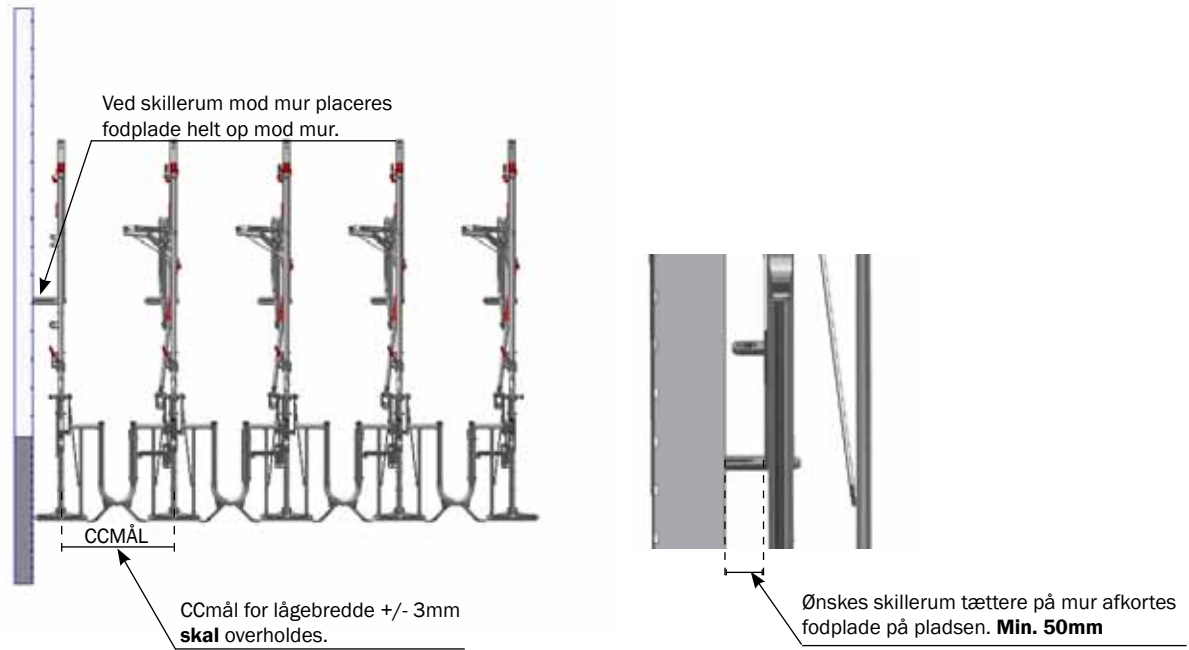 Ved skillerum mod mur placeres
fodplade helt op mod mur.
CCMÅL
CCmål for lågebredde +/- 3mm
skal overholdes.
Ønskes skillerum tættere på mur afkortes
fodplade på pladsen. Min. 50mm